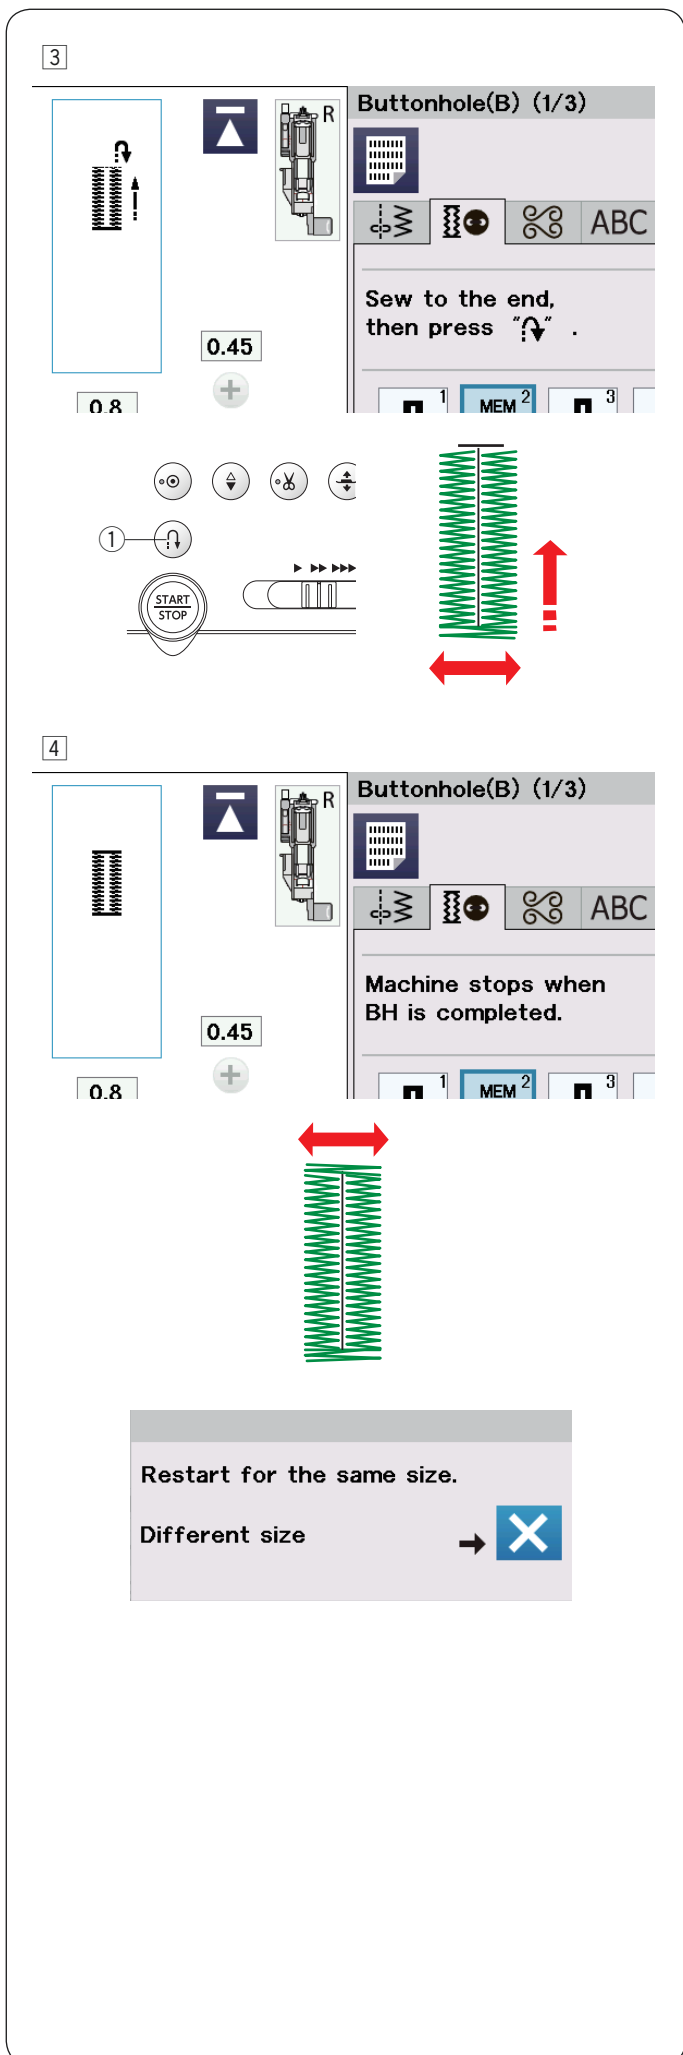 3
R
Buttonhole(B) (1/3)
ABC
Sew to the end,
then press “ ” .
0.45
0.8
1
MEM 2
3
1
START
STOP
4
R
Buttonhole(B) (1/3)
ABC
Machine stops when
BH is completed.
0.45
0.8
1
MEM 2
3
Restart for the same size.
Different size